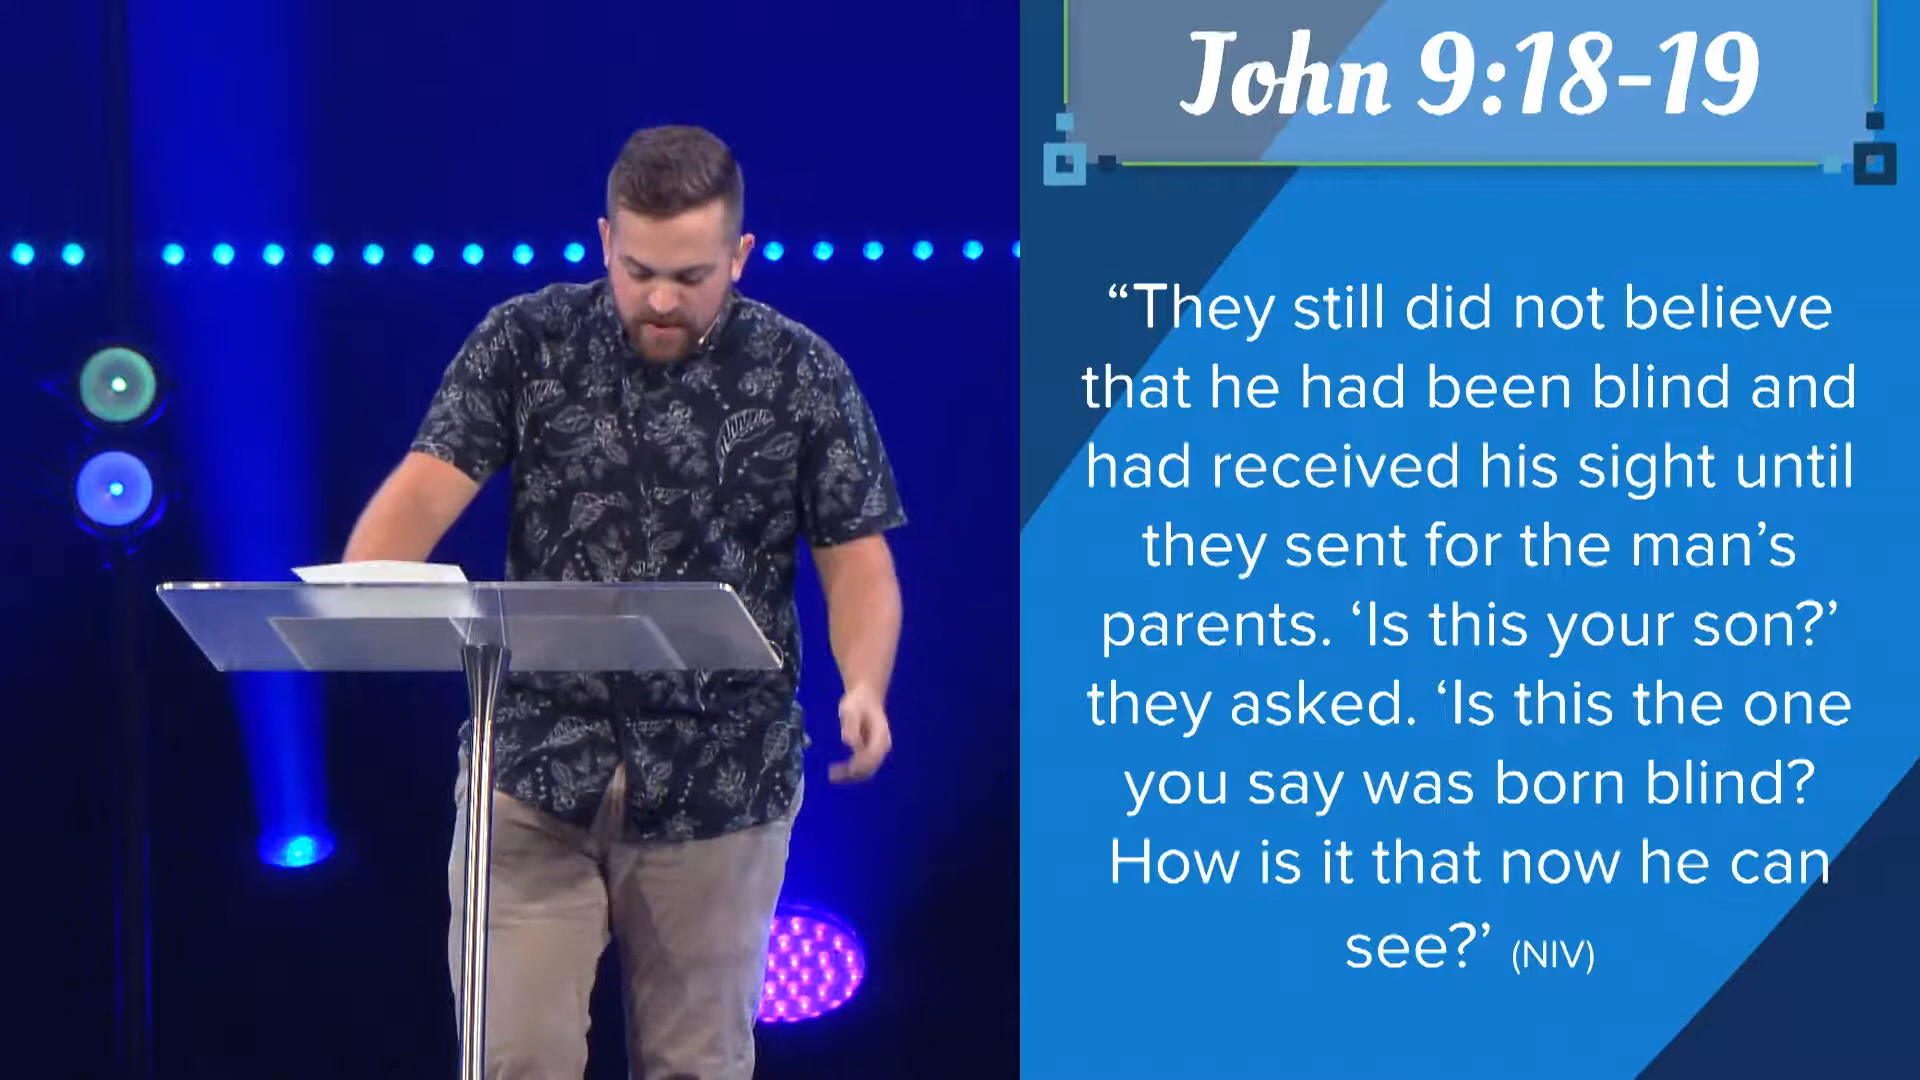 John 9:18-19
“They still did not believe
that he had been blind and
had received his sight until
they sent for the man’s
parents. ‘Is this your son?’
they asked. ‘Is this the one
you say was born blind?
How is it that now he can
see?’ (NIV)